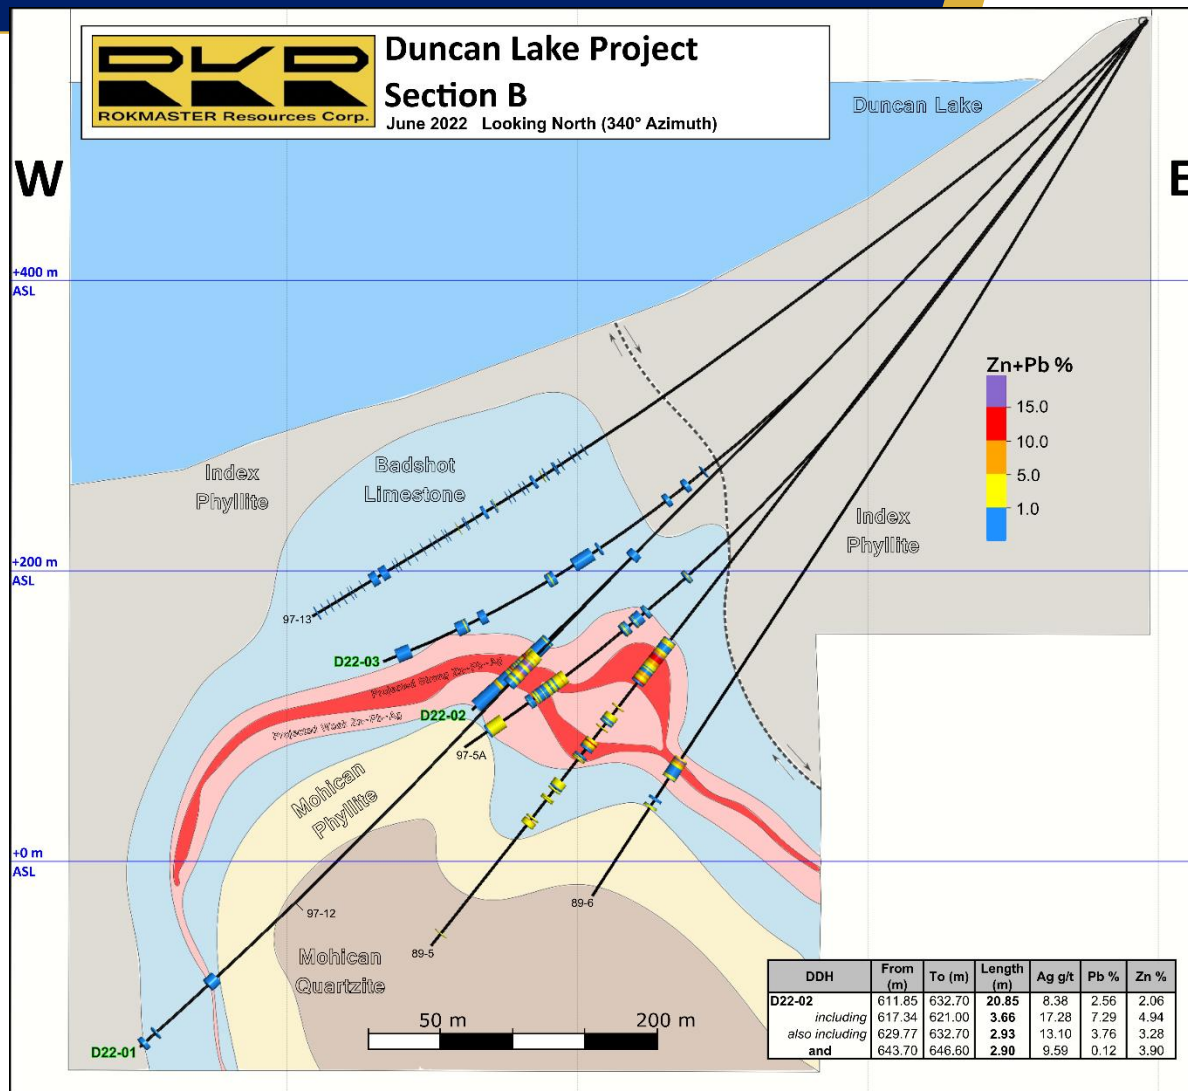 RKR
ROKMASTER Resources Corp.
Duncan Lake Project
Section B
June 2022 Looking North (340° Azimuth)
Duncan Lake
W
E
+400 m
ASL
Zn+Pb %
15.0
10.0
5.0
1.0
Index
Phyllite
Badshot
Limestone
Index
Phyllite
+200 m
ASL
97-13
D22-03
Projected Strong Zn-Pb-Ag
Projected Weak Zn-Pb-Ag
D22-02
97-5A
Mohican
Phyllite
+0 m
ASL
97-12
89-6
89-5
Mohican
Quartzite
50 m 200 m
D22-01
DDH From (m) To (m) Length (m) Ag g/t Pb % Zn %
D22-02 611.85 632.70 20.85 8.38 2.56 2.06
including 617.34 621.00 3.66 17.28 7.29 4.94
also including 629.77 632.70 2.93 13.10 3.76 3.28
and 643.70 646.60 2.90 9.59 0.12 3.90